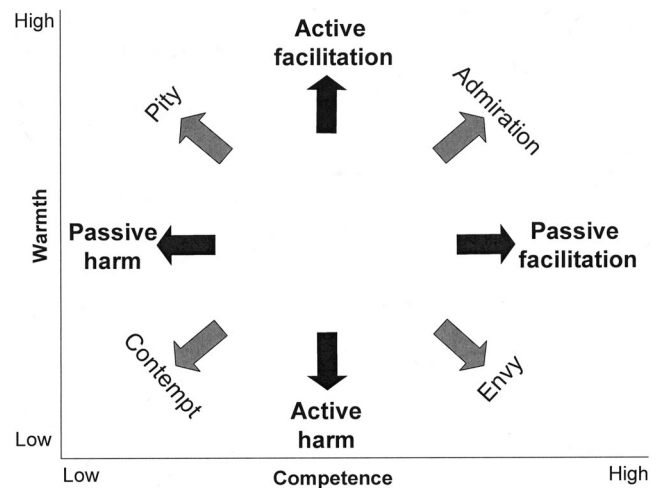 High
Active
facilitation
Pity
Admiration
Warmth
Passive
harm
Passive
facilitation
Contempt
Envy
Active
harm
Low
Low
Competence
High